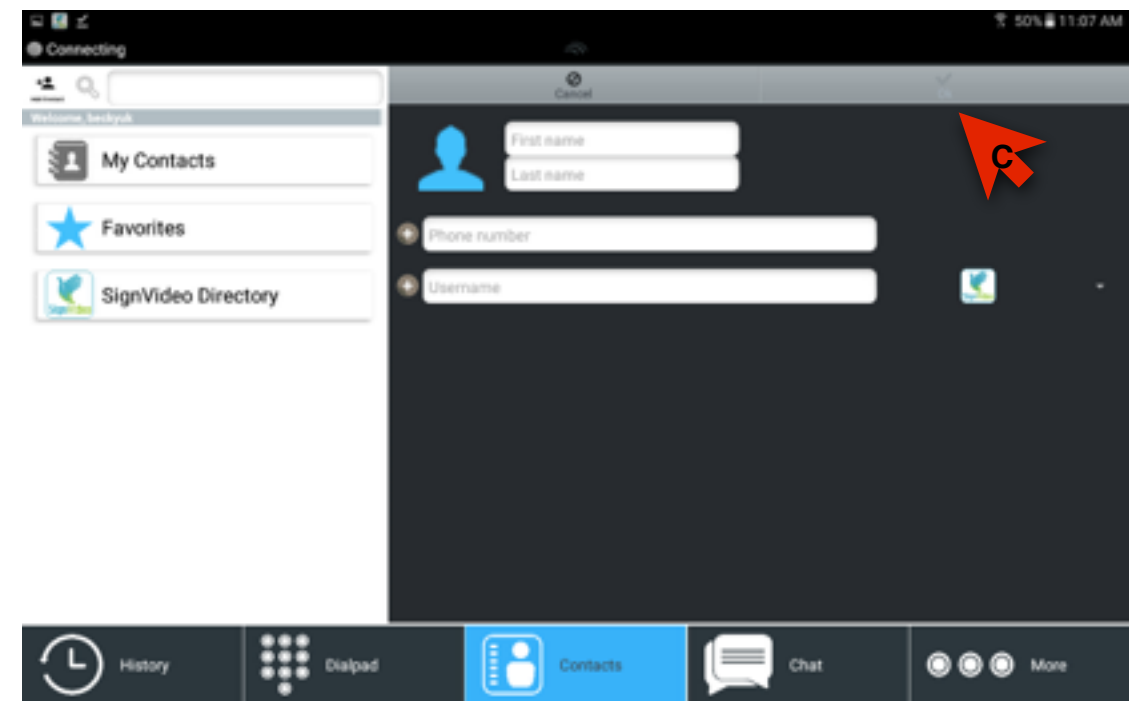 50% 11:07 AM
Connecting
Cancel
Welcome, beckyuk
My Contacts
Favorites
SignVideo Directory
First name
Last name
Phone number
Username
C
History
Dialpad
Contacts
Chat
More